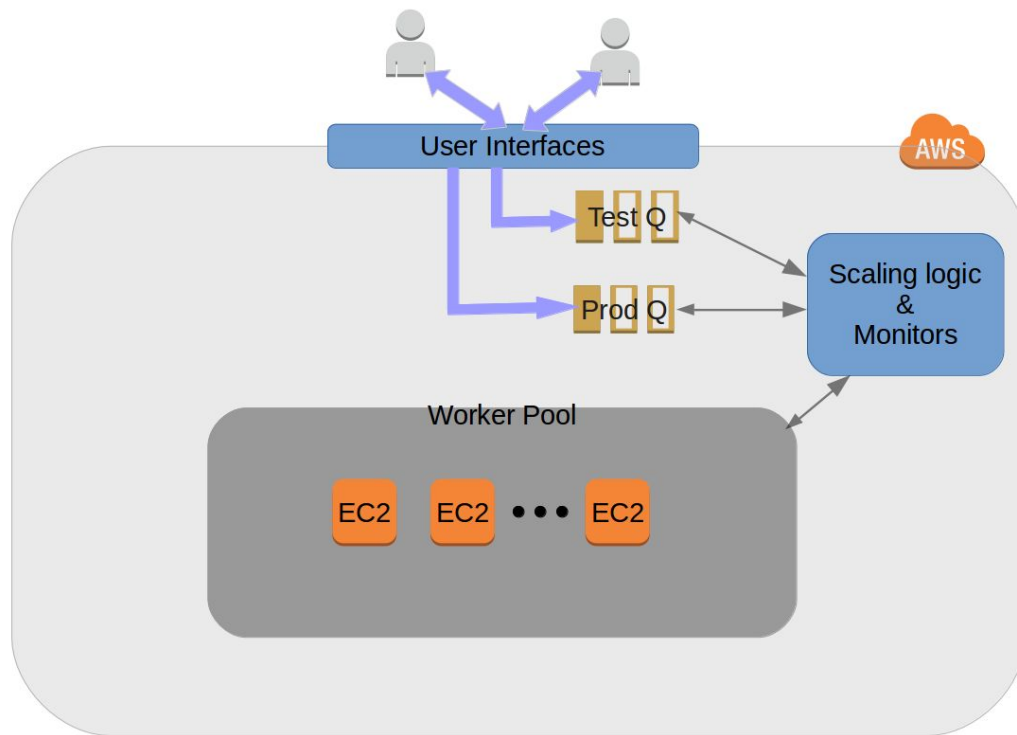 User Interfaces
AWS
Test Q
Scaling logic
&
Monitors
Prod Q
Worker Pool
EC2 EC2 ••• EC2